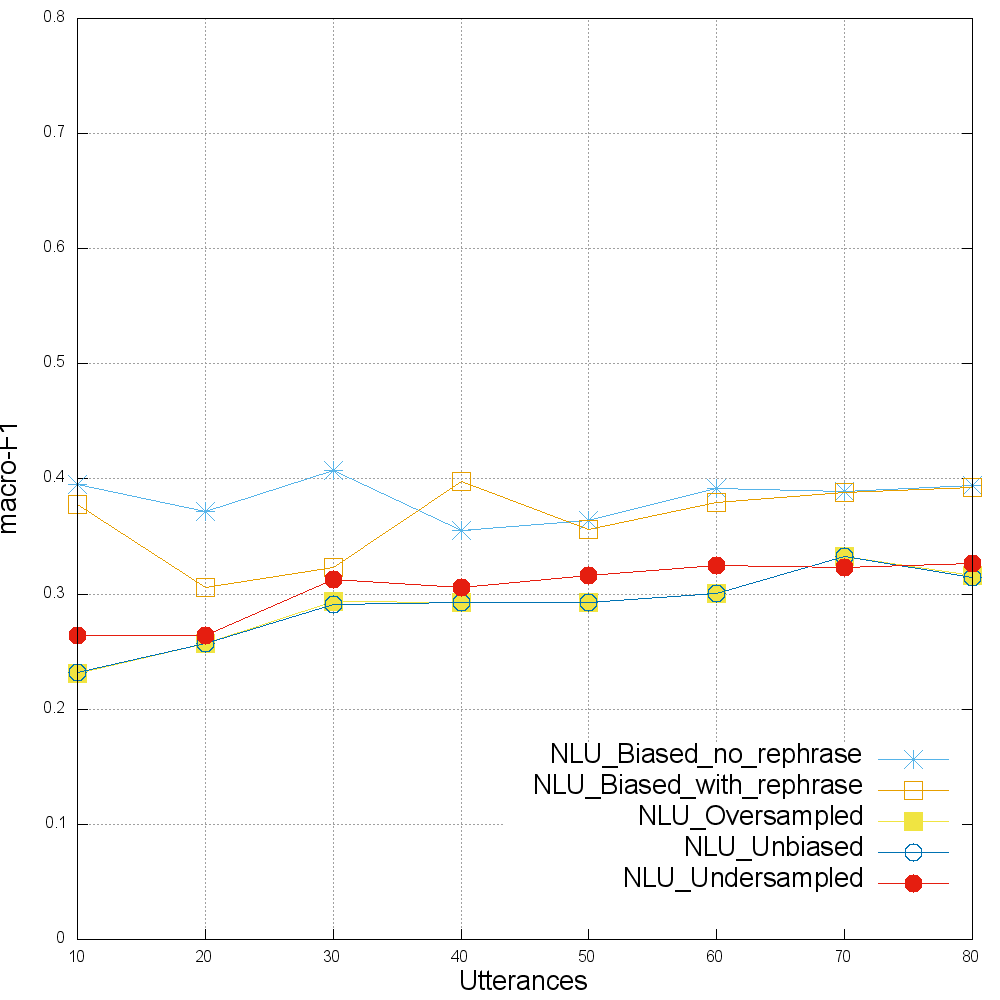 0.8
0.7
0.6
0.5
0.4
0.3
0.2
0.1
0
macro-F1
NLU_Biased_no_rephrase
NLU_Biased_with_rephrase
NLU_Oversampled
NLU_Unbiased
NLU_Undersampled
10 20 30 40 50 60 70 80
Utterances